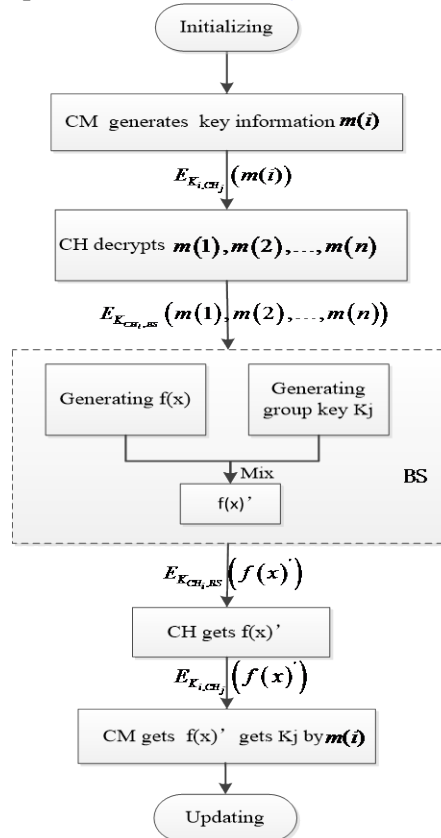 Initializing
CM generates key information m(i)
E_{K_{i,CH_j}}(m(i))
CH decrypts m(1),m(2),...,m(n)
E_{K_{CH_i,BS}}(m(1),m(2),...,m(n))
Generating f(x)
Generating
group key Kj
Mix
f(x)'
BS
E_{K_{CH_i,BS}}(f(x)')
CH gets f(x)'
E_{K_{i,CH_j}}(f(x)')
CM gets f(x)' gets Kj by m(i)
Updating